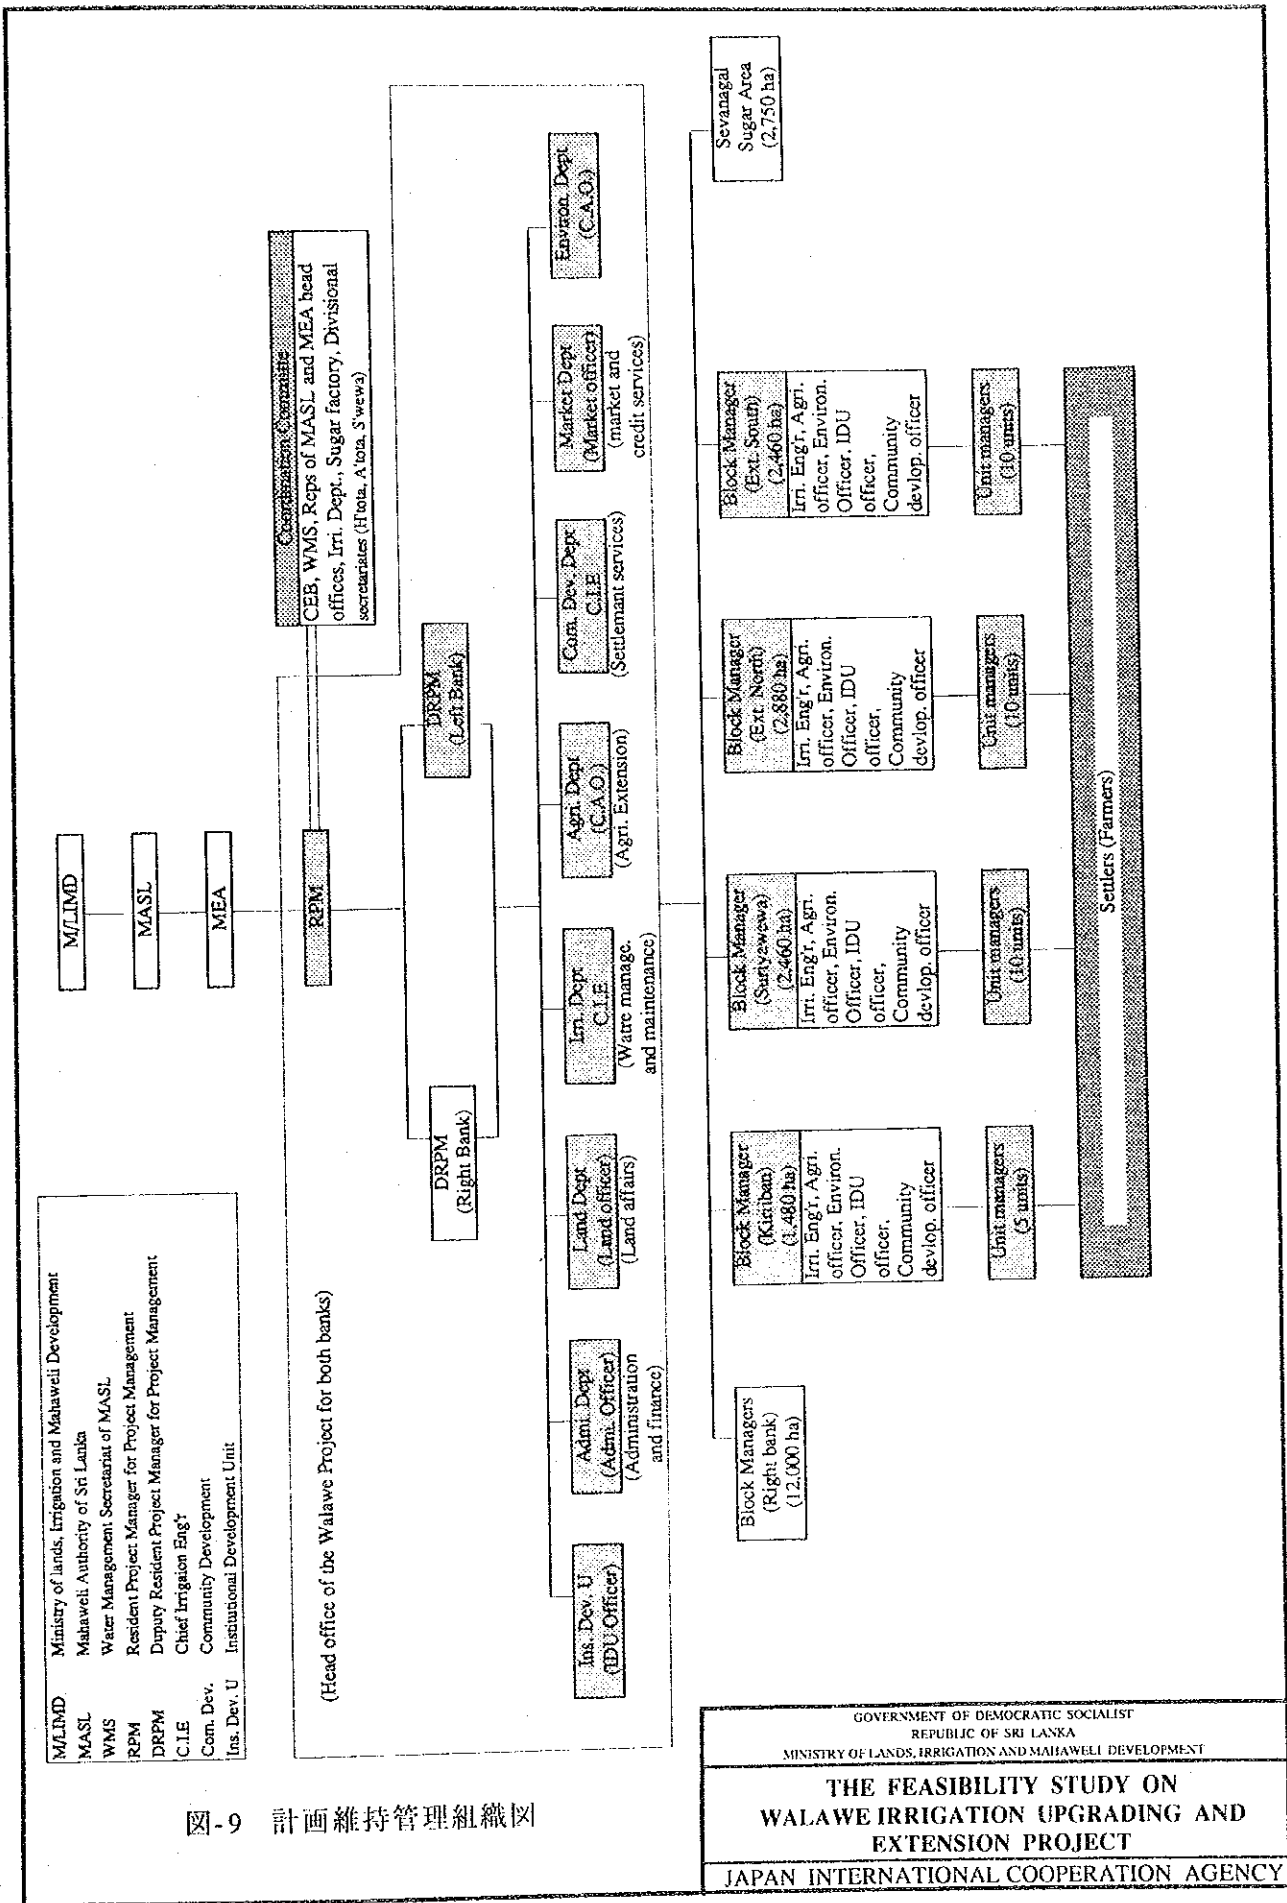 M/LIMD Ministry of lands, Irrigation and Mahaweli Development
MASL Mahaweli Authority of Sri Lanka
WMS Water Management Secretariat of MASL
RPM Resident Project Manager for Project Management
DRPM Duputy Resident Project Manager for Project Management
C.I.E Chief Irrigaion Eng'r
Com. Dev. Community Development
Ins. Dev. U Institutional Development Unit
M/LIMD
MASL
MEA
RPM
Coordination Committe
CEB, WMS, Reps of MASL and MEA head
offices, Irri. Dept., Sugar factory, Divisional
secretariates (H'tota, A'tota, S'wewa)
(Head office of the Walawe Project for both banks)
DRPM
(Right Bank)
DRPM
(Left Bank)
Ins. Dev. U
(IDU Officer)
Admi. Dept
(Admi. Officer)
(Administration
and finance)
Land Dept
(Land officer)
(Land affairs)
Irri. Dept
C.I.E
(Watre manage.
and maintenance)
Agri. Dept
(C.A.O.)
(Agri. Extension)
Com. Dev. Dept
C.I.E
(Settlemant services)
Market Dept
(Market officer)
(market and
credit services)
Environ. Dept
(C.A.O.)
Block Managers
(Right bank)
(12,000 ha)
Block Manager
(Kiriiban)
(1,480 ha)
Irri. Eng'r, Agri.
officer, Environ.
Officer, IDU
officer,
Community
devlop. officer
Unit managers
(5 units)
Block Manager
(Suriyawewa)
(2,460 ha)
Irri. Eng'r, Agri.
officer, Environ.
Officer, IDU
officer,
Community
devlop. officer
Unit managers
(10 units)
Block Manager
(Ext. North)
(2,880 ha)
Irri. Eng'r, Agri.
officer, Environ.
Officer, IDU
officer,
Community
devlop. officer
Unit managers
(10 units)
Block Manager
(Ext. South)
(2,460 ha)
Irri. Eng'r, Agri.
officer, Environ.
Officer, IDU
officer,
Community
devlop. officer
Unit managers
(10 units)
Sevanagal
Sugar Area
(2,750 ha)
Settlers (Farmers)
図-9 計画維持管理組織図
GOVERNMENT OF DEMOCRATIC SOCIALIST
REPUBLIC OF SRI LANKA
MINISTRY OF LANDS, IRRIGATION AND MAHAWELI DEVELOPMENT
THE FEASIBILITY STUDY ON
WALAWE IRRIGATION UPGRADING AND
EXTENSION PROJECT
JAPAN INTERNATIONAL COOPERATION AGENCY